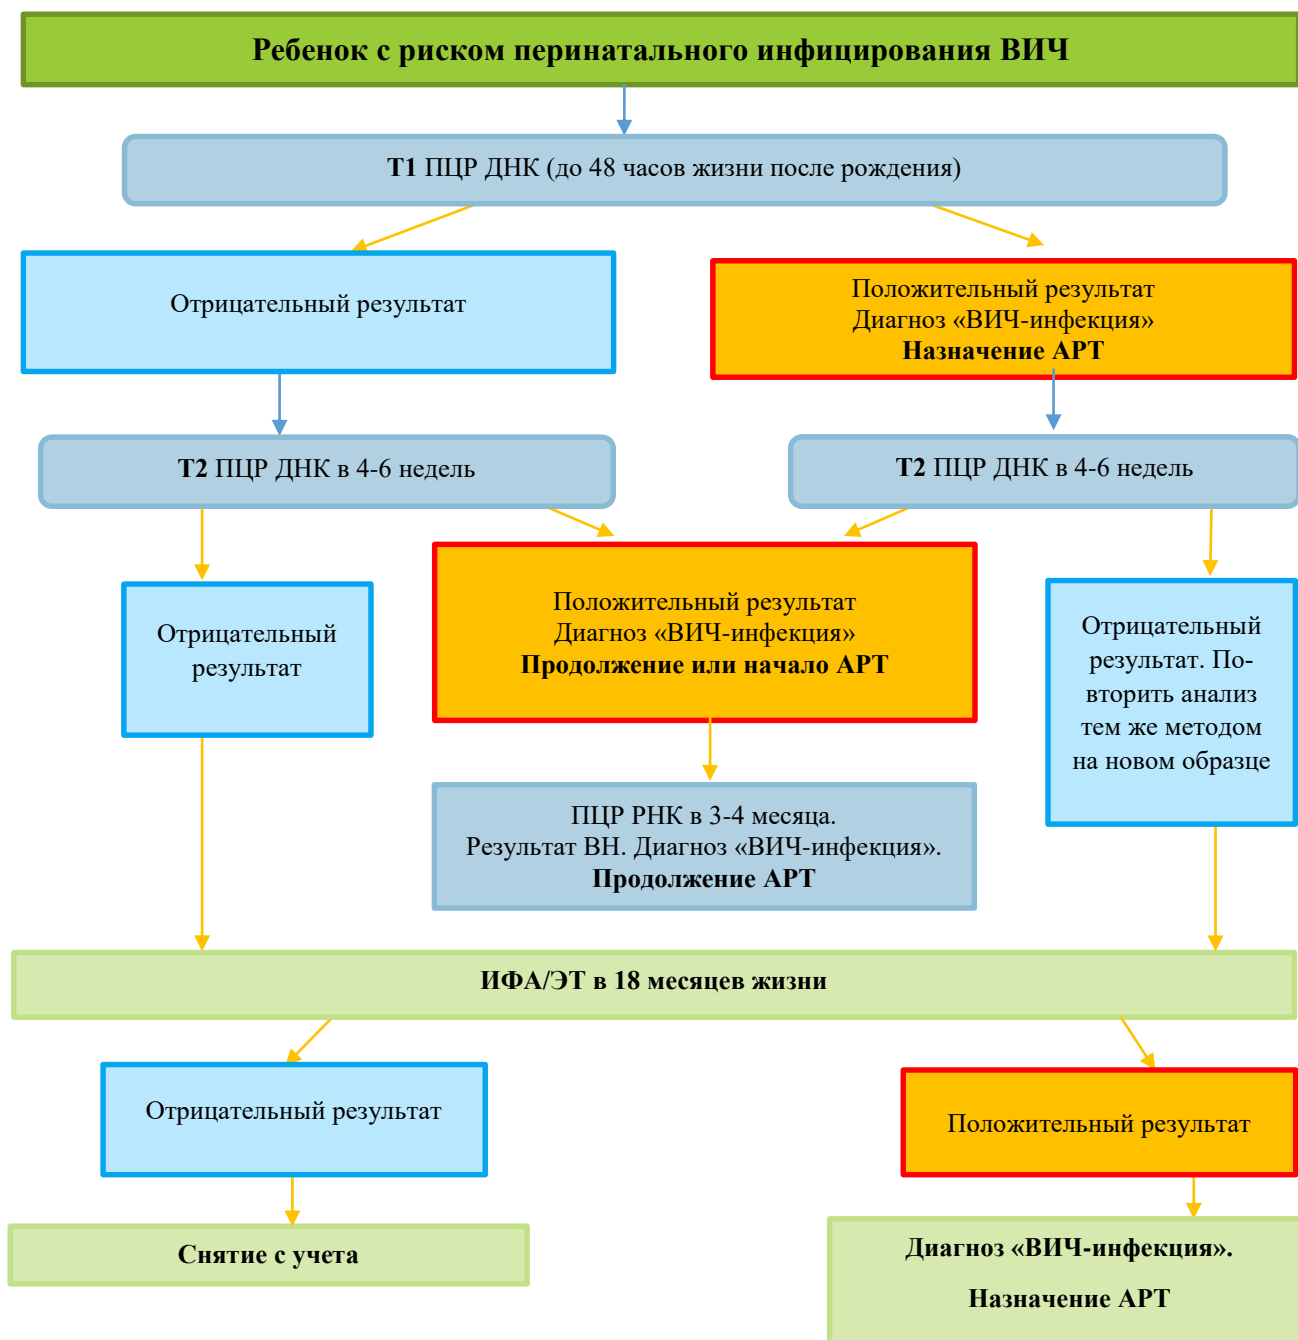 Ребенок с риском перинатального инфицирования ВИЧ
Т1 ПЦР ДНК (до 48 часов жизни после рождения)
Отрицательный результат
Положительный результат
Диагноз «ВИЧ-инфекция»
Назначение АРТ
Т2 ПЦР ДНК в 4-6 недель
Т2 ПЦР ДНК в 4-6 недель
Отрицательный
результат
Положительный результат
Диагноз «ВИЧ-инфекция»
Продолжение или начало АРТ
Отрицательный
результат. По-
вторить анализ
тем же методом
на новом образце
ПЦР РНК в 3-4 месяца.
Результат ВН. Диагноз «ВИЧ-инфекция».
Продолжение АРТ
ИФА/ЭТ в 18 месяцев жизни
Отрицательный результат
Положительный результат
Снятие с учета
Диагноз «ВИЧ-инфекция».
Назначение АРТ